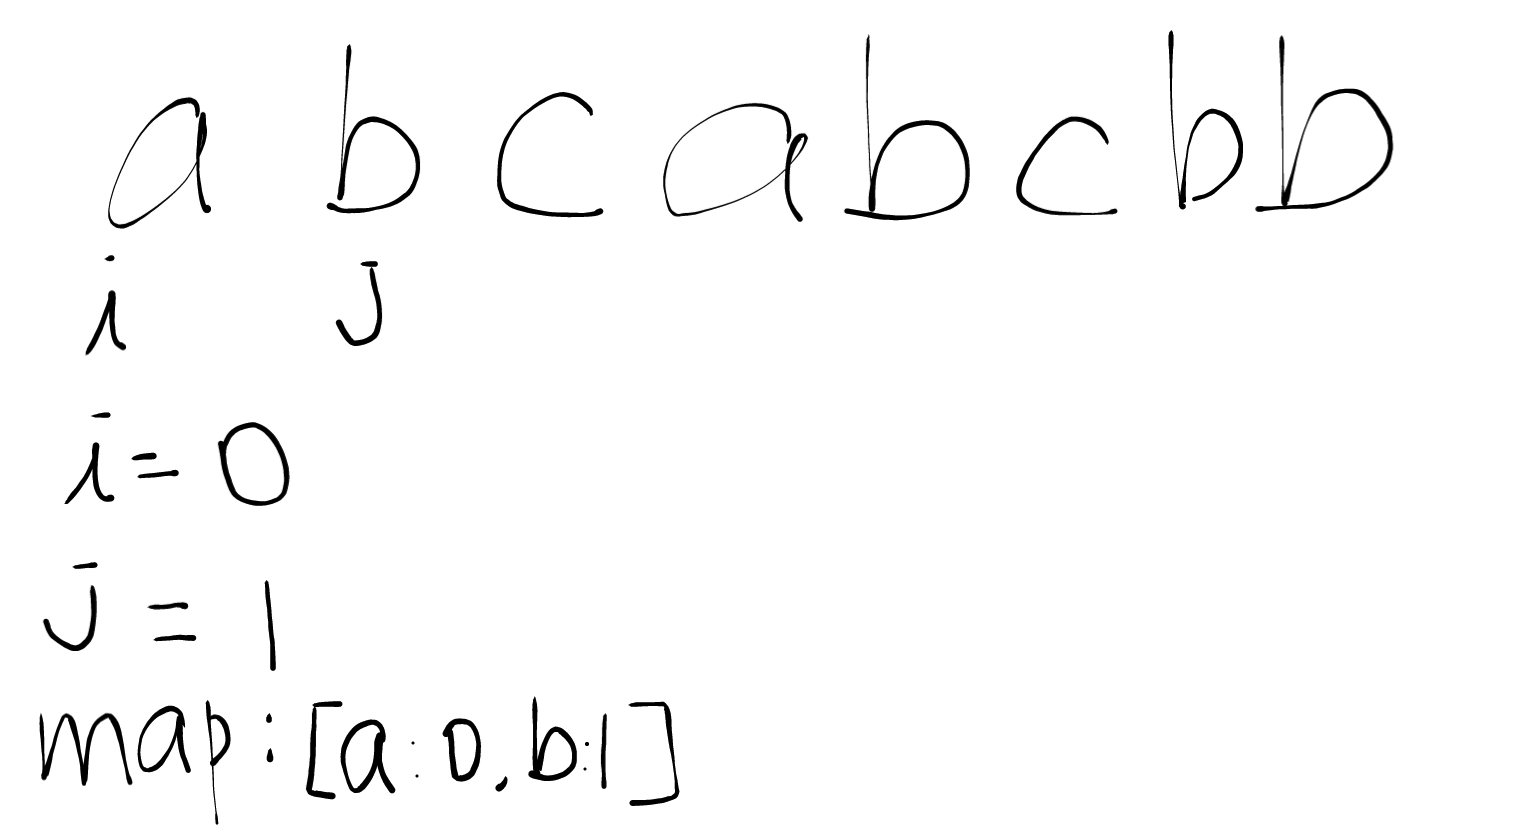 a b c a b c b b
i J
i = 0
J = 1
map : [a:0, b:1]